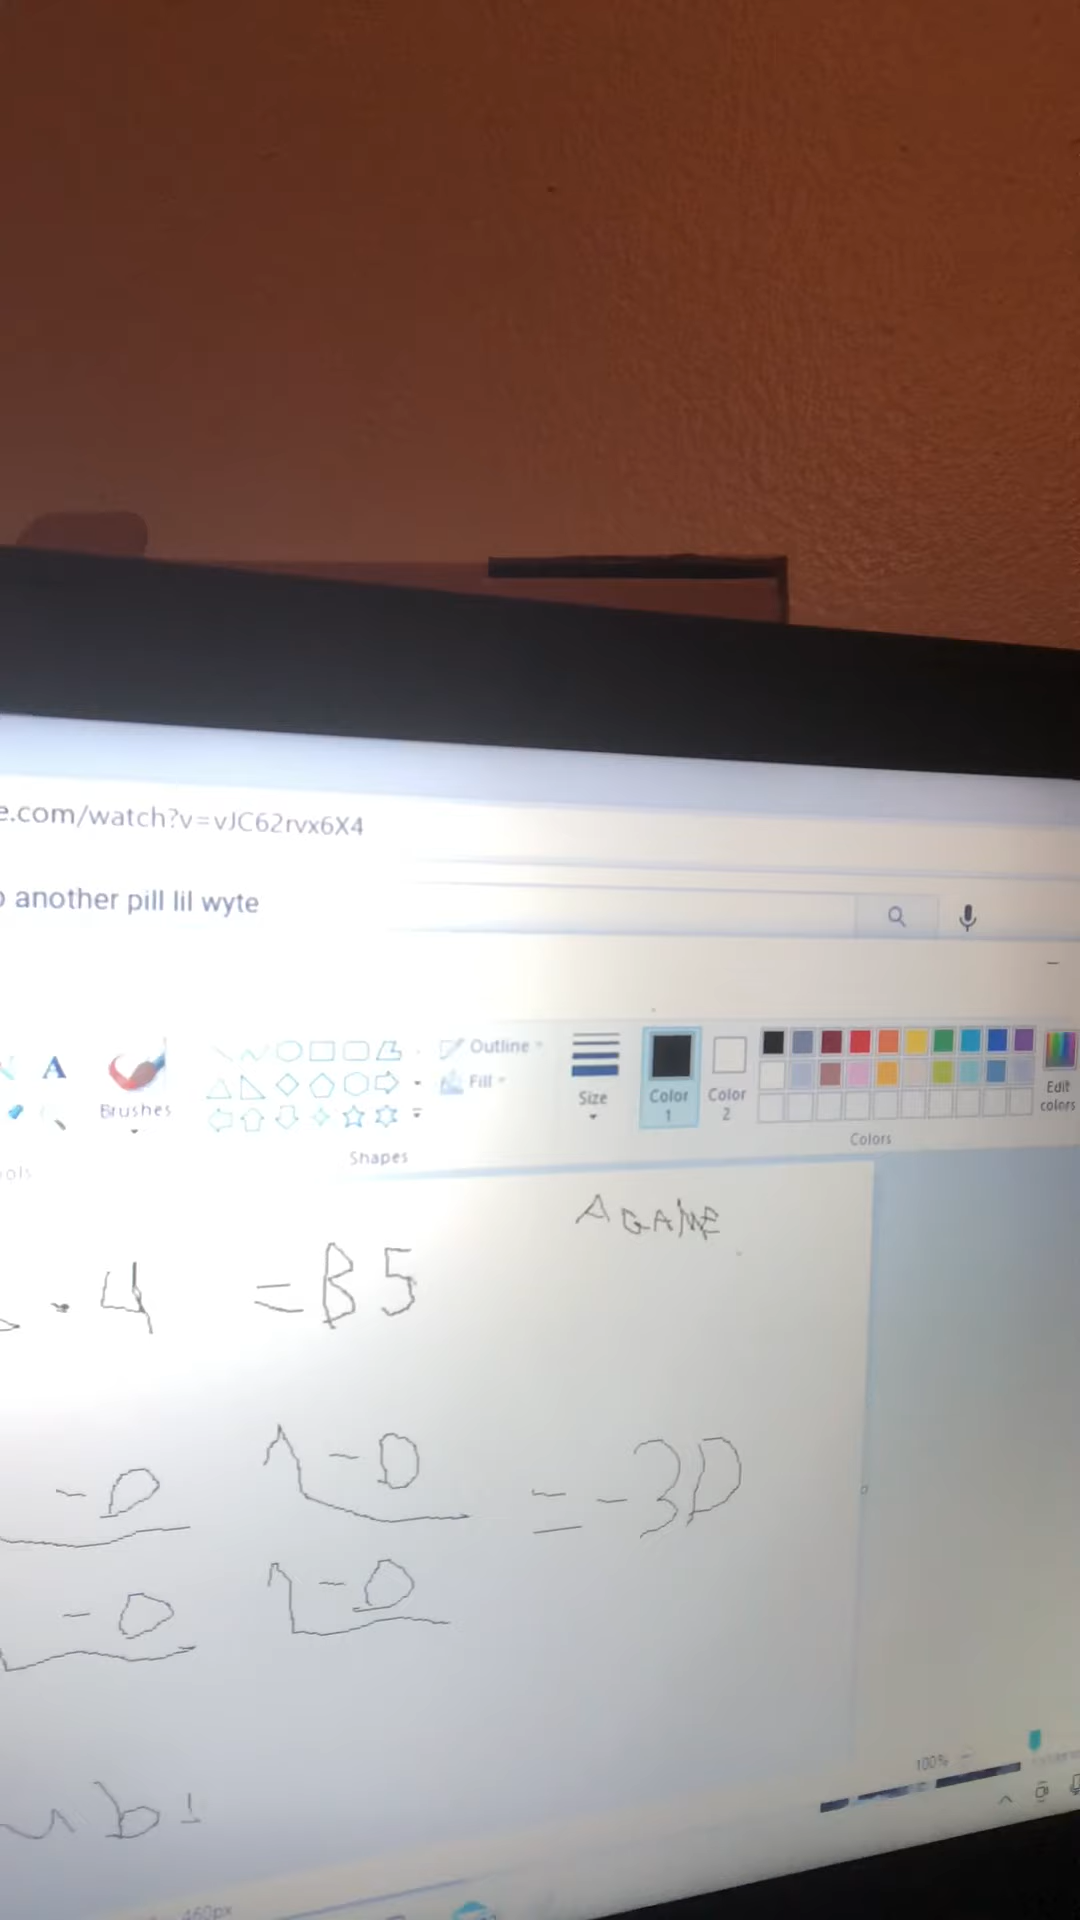 e.com/watch?v=vJC62rvx6X4
another pill lil wyte
A Brushes Outline Fill Size Color 1 Color 2 Edit colors
Shapes Colors
A GAME
4 = B5
-D -D = -3D
-D -D
100%
460px